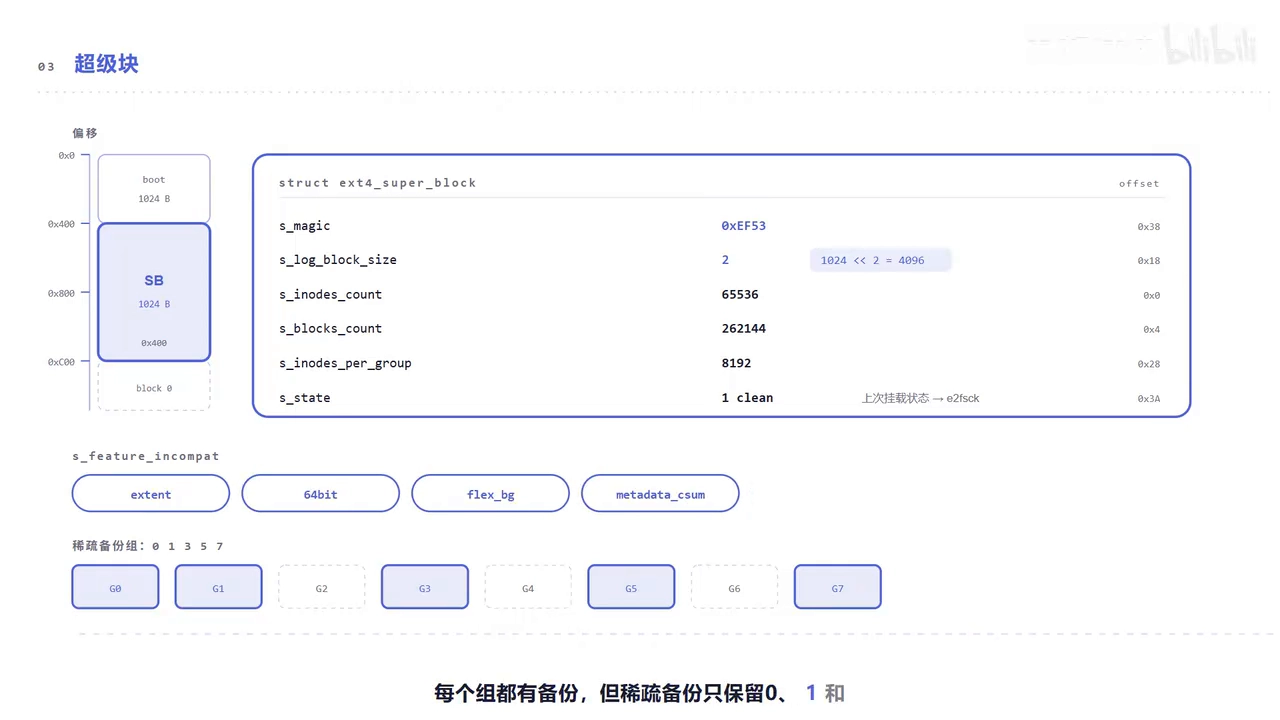 03 超级块
bilibili
偏移
0x0
boot
1024 B
0x400
SB
1024 B
0x800
0x400
0xC00
block 0
struct ext4_super_block offset
s_magic 0xEF53 0x38
s_log_block_size 2 1024 << 2 = 4096 0x18
s_inodes_count 65536 0x0
s_blocks_count 262144 0x4
s_inodes_per_group 8192 0x28
s_state 1 clean 上次挂载状态 → e2fsck 0x3A
s_feature_incompat
extent 64bit flex_bg metadata_csum
稀疏备份组: 0 1 3 5 7
G0 G1 G2 G3 G4 G5 G6 G7
每个组都有备份，但稀疏备份只保留0、 1 和